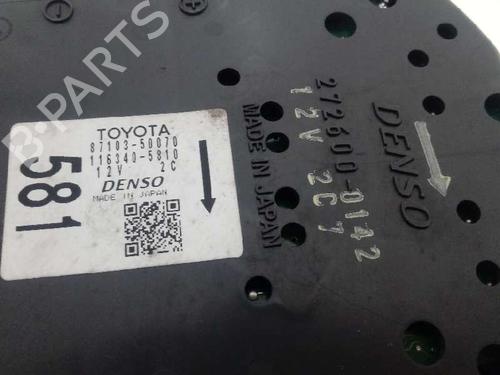 TOYOTA
87103-50070
116340-5810
12V 2C
DENSO
MADE IN JAPAN
581
B-PARTS
DENSO
272600-0142
12V 2C7
MADE IN JAPAN